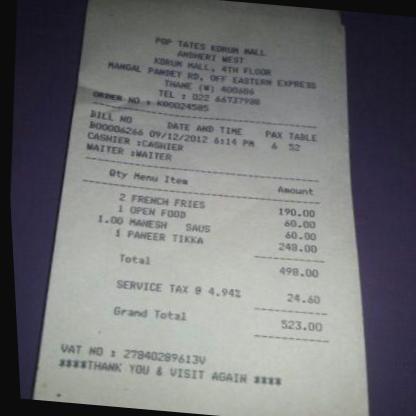 POP TATES KORUM MALL
ANDHERI WEST
KORUM MALL, 4TH FLOOR
MANGAL PANDEY RD, OFF EASTERN EXPRESS
THANE (W) 400606
TEL : 022 66737988
ORDER NO : K00024585
BILL NO DATE AND TIME PAX TABLE
B00006266 09/12/2012 6:14 PM 6 52
CASHIER :CASHIER
WAITER :WAITER
Qty Menu Item Amount
2 FRENCH FRIES 190.00
1 OPEN FOOD 60.00
1.00 MANESH SAUS 60.00
1 PANEER TIKKA 248.00
Total 498.00
SERVICE TAX @ 4.94% 24.60
Grand Total 523.00
VAT NO : 27840289613V
****THANK YOU & VISIT AGAIN ****